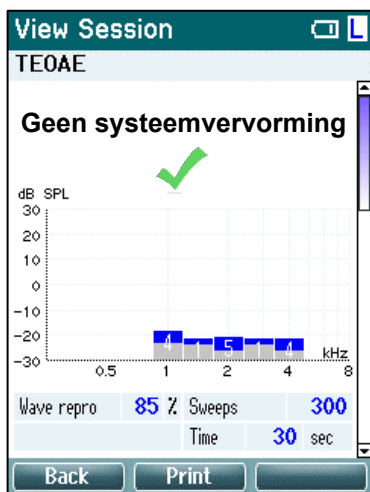 View Session L
TEOAE
Geen systeemvervorming
dB SPL
30
20
10
0
-10
-20
-30
4 1 5 1 4
kHz
0.5 1 2 4 8
Wave repro 85 % Sweeps 300
Time 30 sec
Back Print